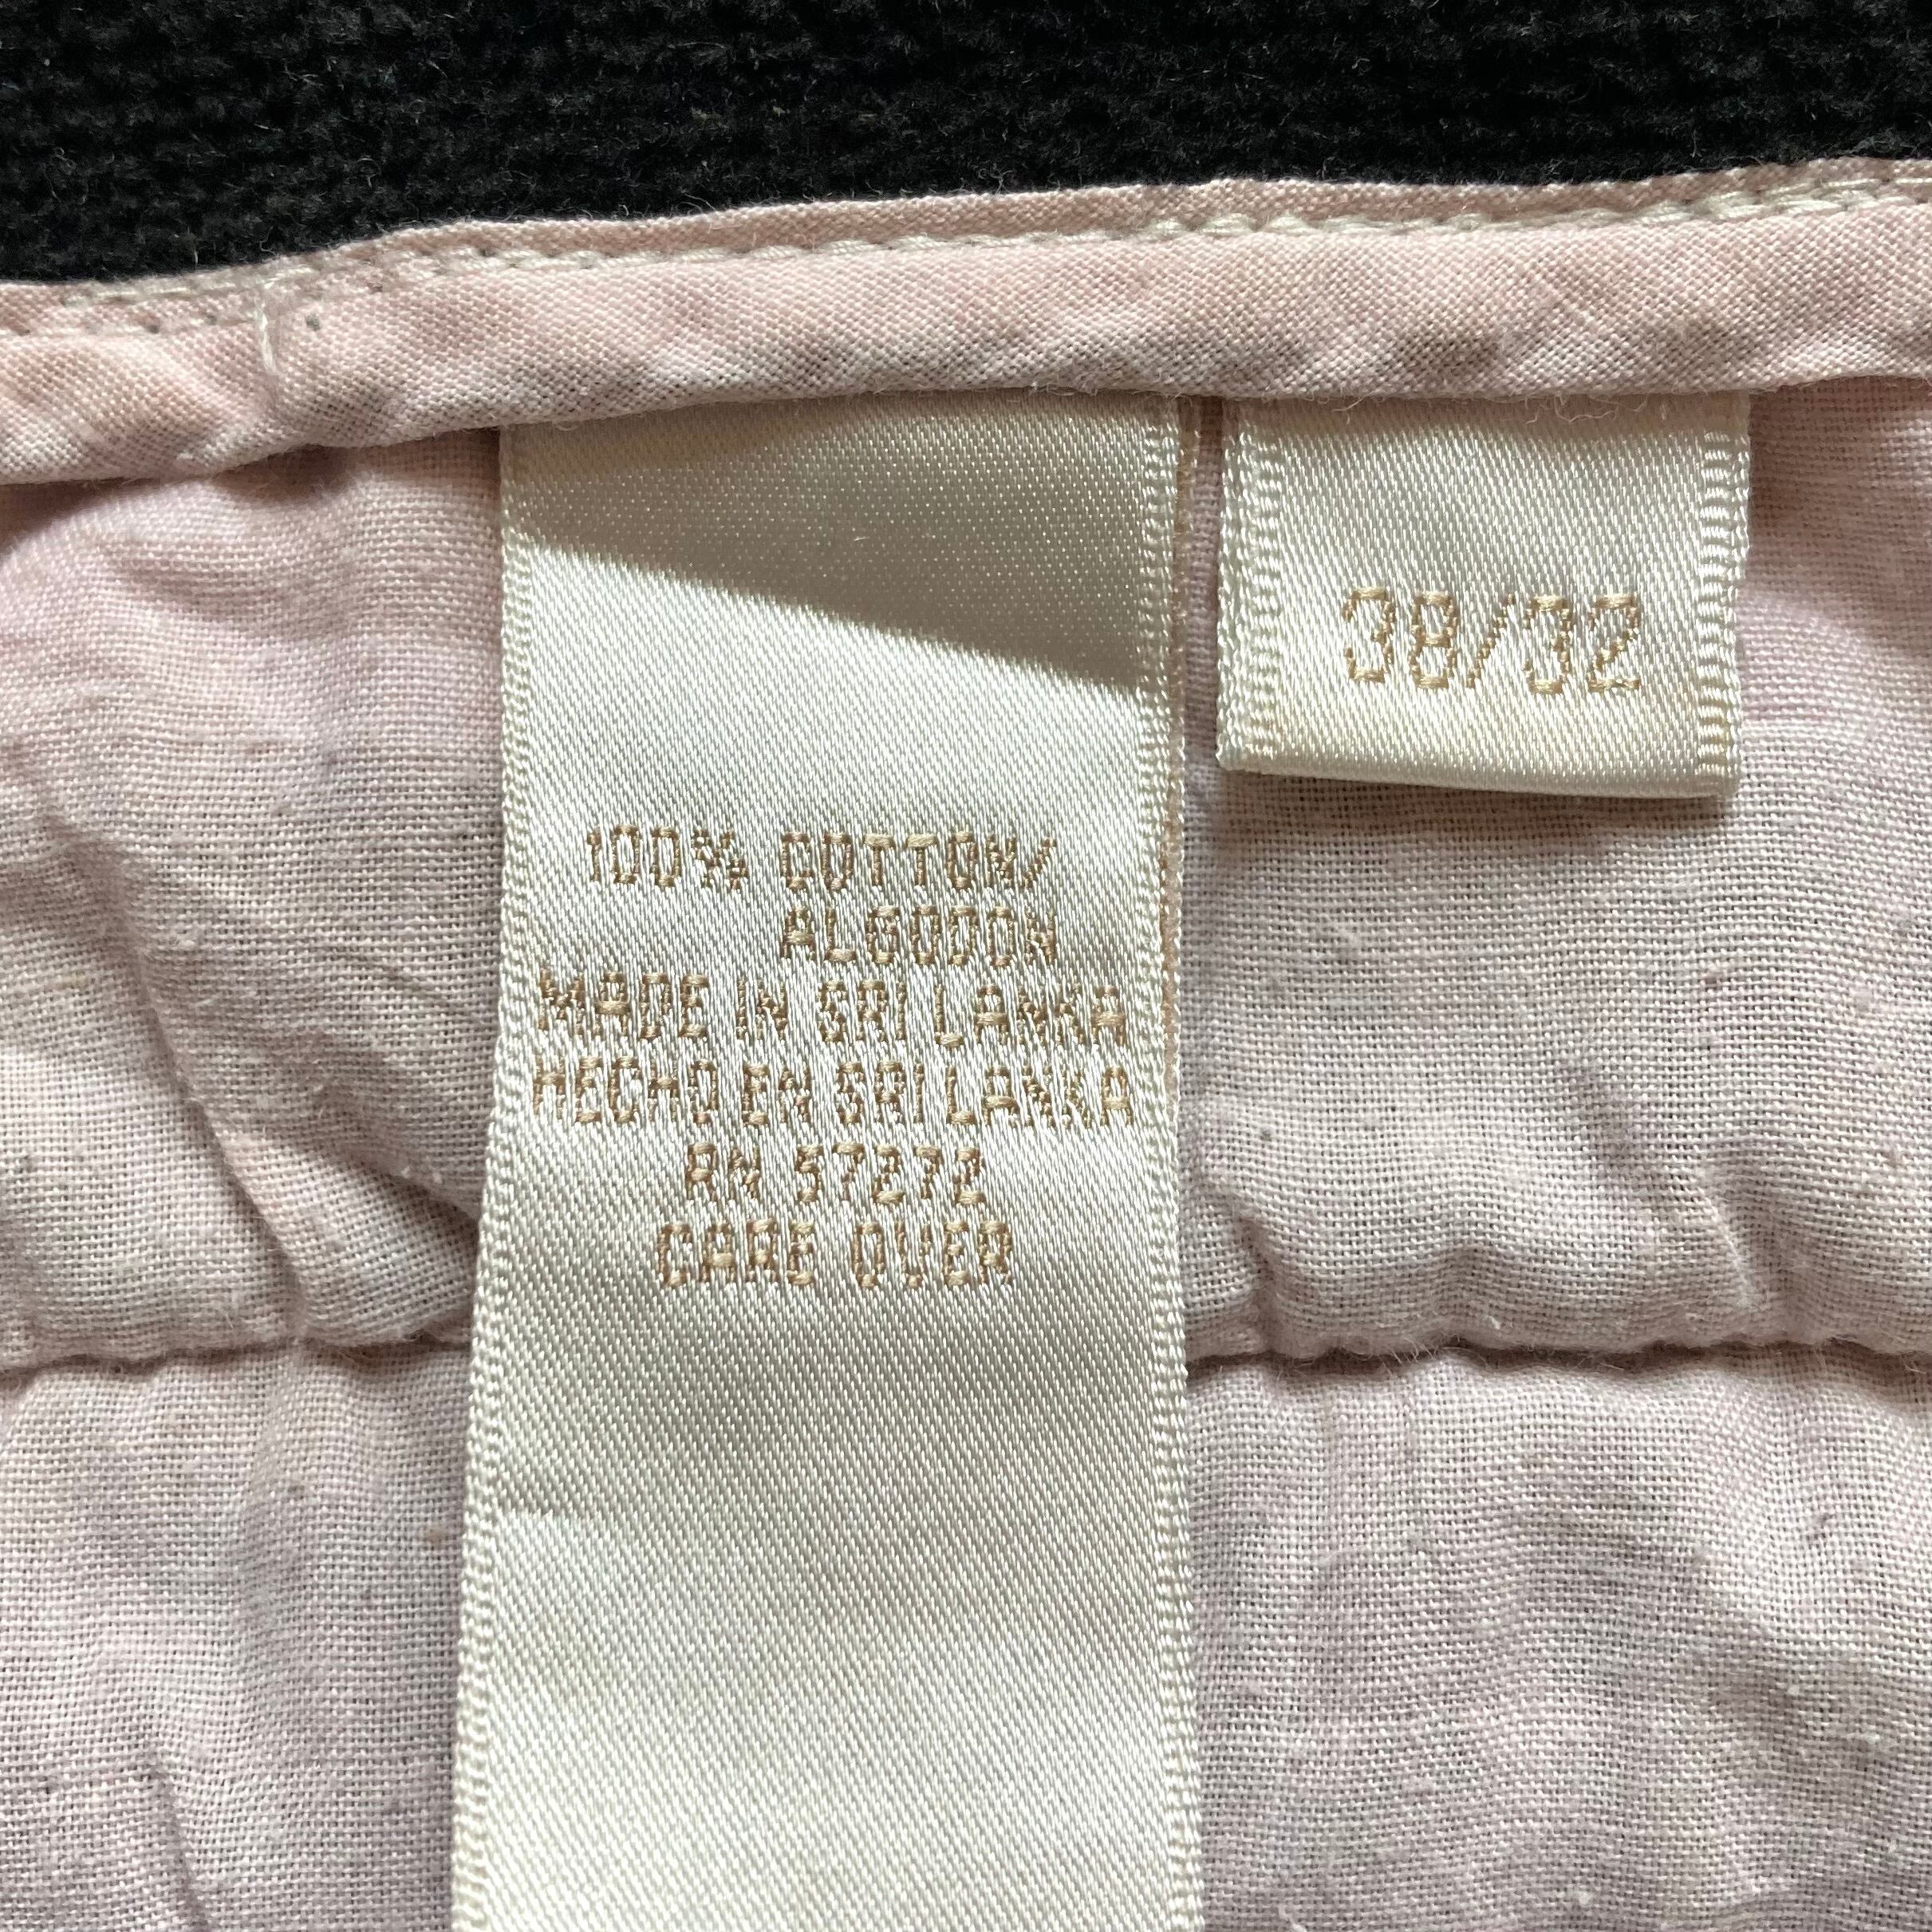 38/32
100% COTTON/
ALGODON
MADE IN SRI LANKA
HECHO EN SRI LANKA
RN 57272
CARE OVER